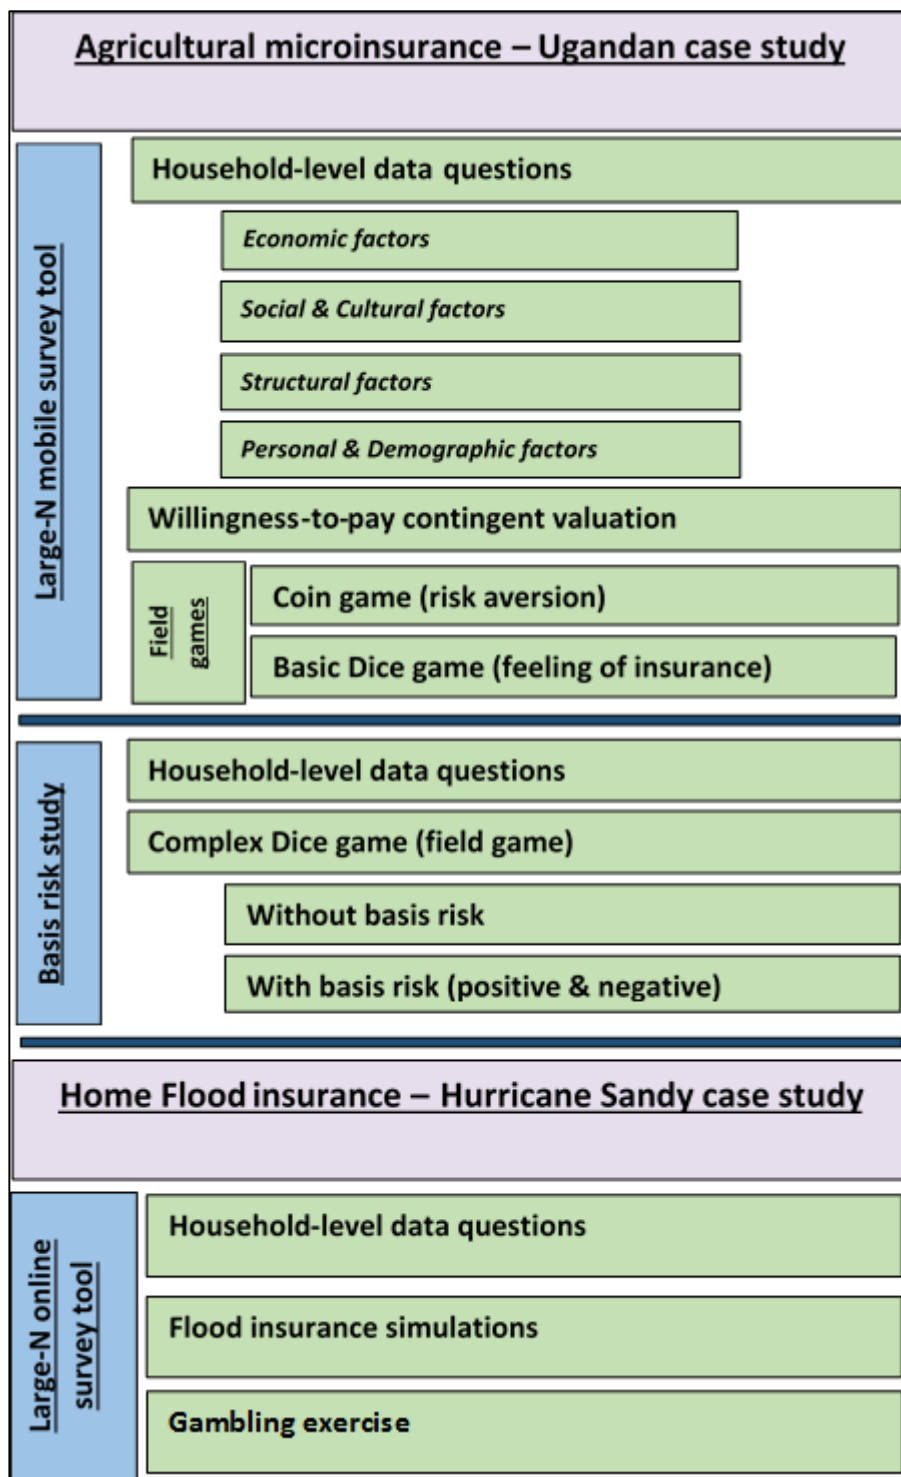 Agricultural microinsurance – Ugandan case study
Large-N mobile survey tool
Household-level data questions
Economic factors
Social & Cultural factors
Structural factors
Personal & Demographic factors
Willingness-to-pay contingent valuation
Field
games
Coin game (risk aversion)
Basic Dice game (feeling of insurance)
Basis risk study
Household-level data questions
Complex Dice game (field game)
Without basis risk
With basis risk (positive & negative)
Home Flood insurance – Hurricane Sandy case study
Large-N online
survey tool
Household-level data questions
Flood insurance simulations
Gambling exercise